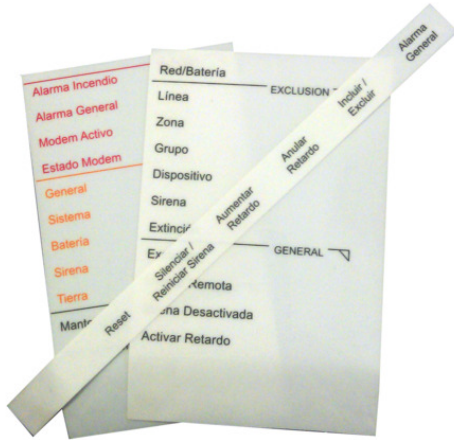 Alarma Incendio
Alarma General
Modem Activo
Estado Modem
General
Sistema
Batería
Sirena
Tierra
Red/Batería
EXCLUSION
Línea
Zona
Grupo
Dispositivo
Sirena
GENERAL
Remota
Desactivada
Activar Retardo
Reset
Silenciar /
Reiniciar Sirena
Aumentar
Retardo
Anular
Retardo
Incluir /
Excluir
Alarma
General